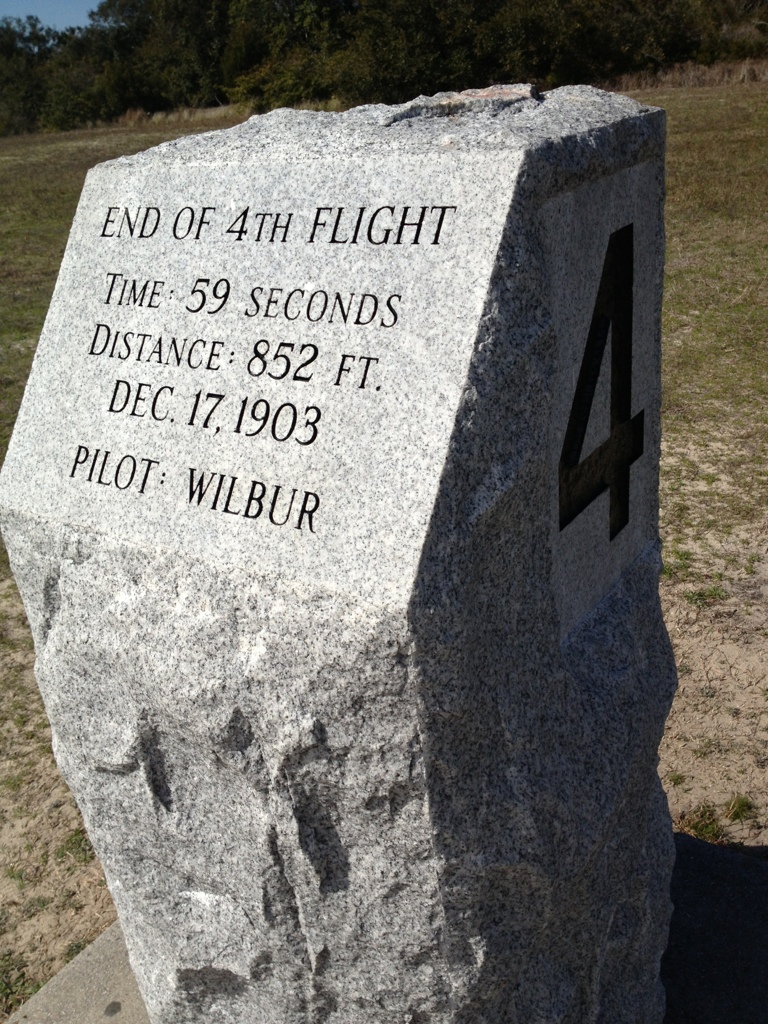 END OF 4TH FLIGHT
TIME: 59 SECONDS
DISTANCE: 852 FT.
DEC. 17, 1903
PILOT: WILBUR
4